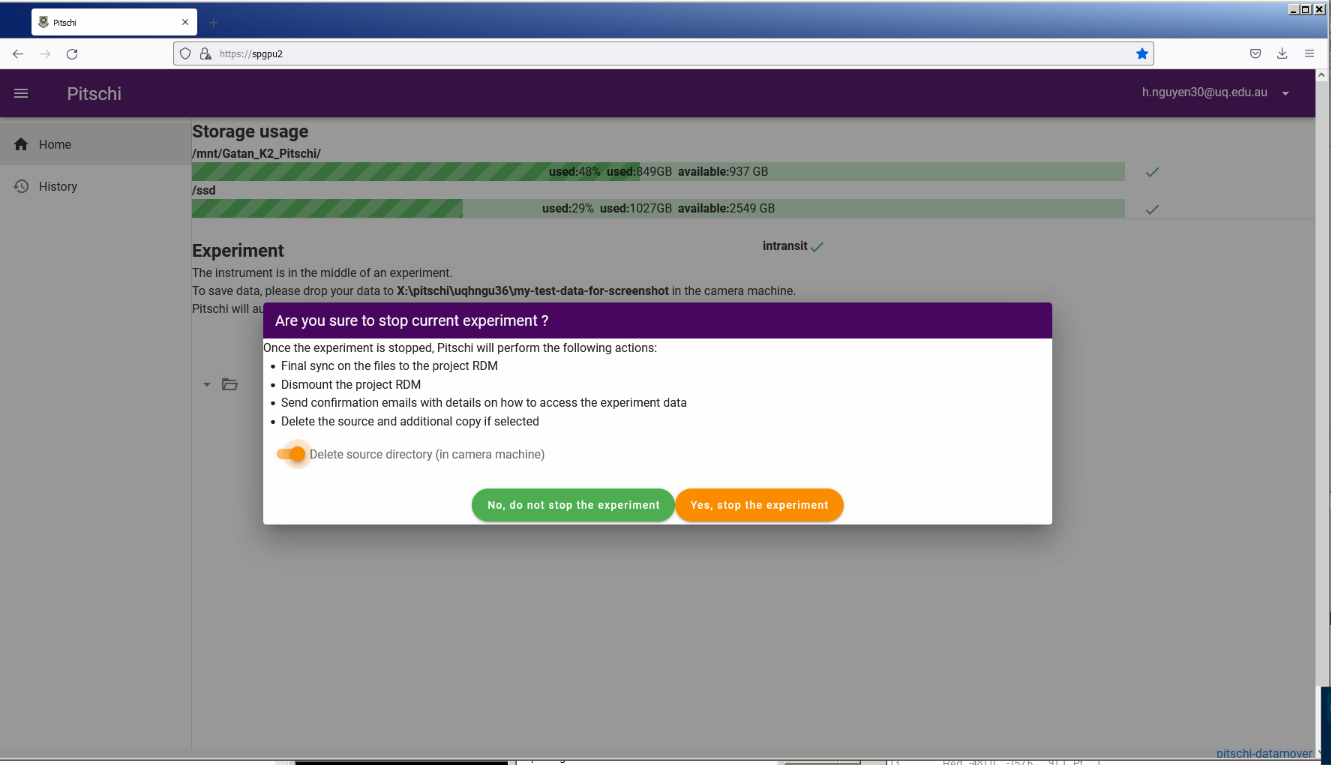 Pitschi
https://spgpu2
Pitschi
h.nguyen30@uq.edu.au
Home
History
Storage usage
/mnt/Gatan_K2_Pitschi/
used:48% used:849GB available:937 GB
/ssd
used:29% used:1027GB available:2549 GB
Experiment
intransit
The instrument is in the middle of an experiment.
To save data, please drop your data to X:\pitschi\uqhngu36\my-test-data-for-screenshot in the camera machine.
Pitschi will au
Are you sure to stop current experiment ?
Once the experiment is stopped, Pitschi will perform the following actions:
• Final sync on the files to the project RDM
• Dismount the project RDM
• Send confirmation emails with details on how to access the experiment data
• Delete the source and additional copy if selected
Delete source directory (in camera machine)
No, do not stop the experiment
Yes, stop the experiment
pitschi-datamover